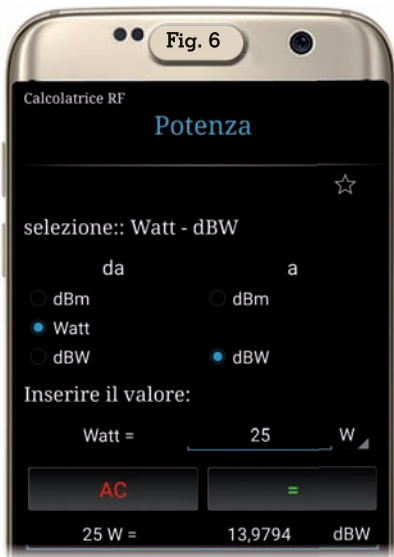 Fig. 6
Calcolatrice RF
Potenza
selezione:: Watt - dBW
da a
dBm dBm
Watt
dBW dBW
Inserire il valore:
Watt = 25 W
AC =
25 W = 13,9794 dBW